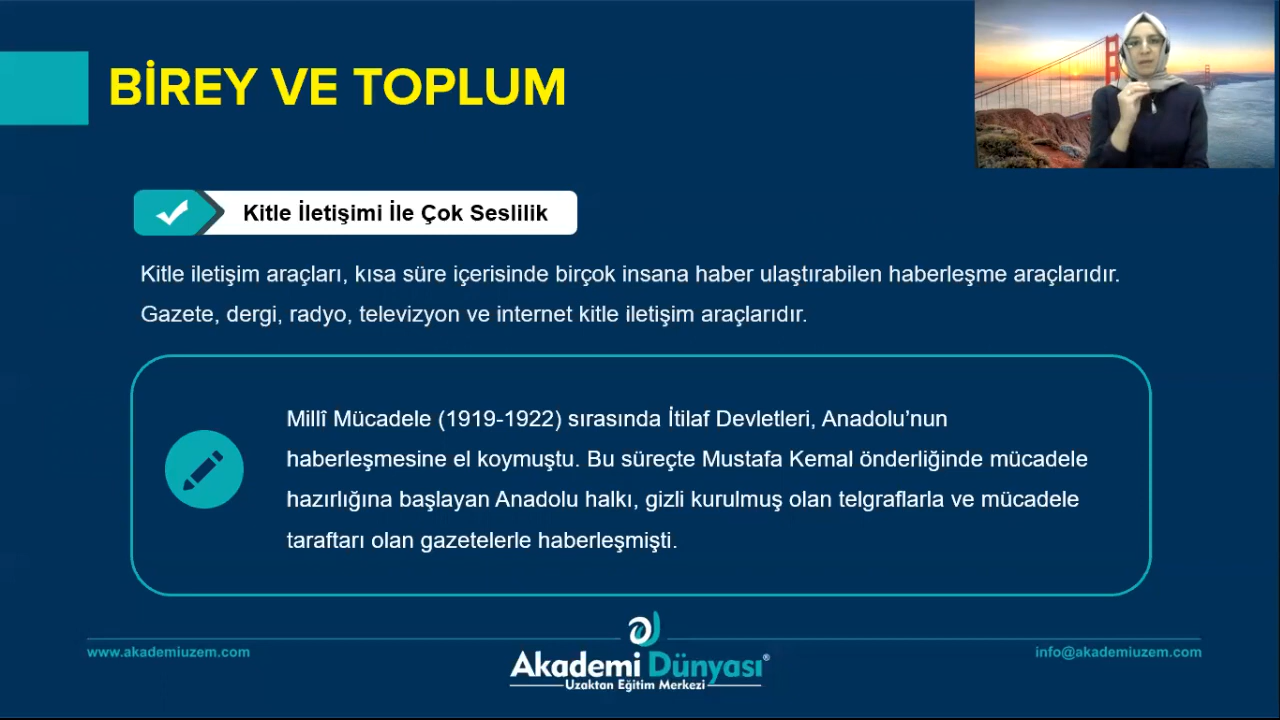 BİREY VE TOPLUM
Kitle İletişimi İle Çok Seslilik
Kitle iletişim araçları, kısa süre içerisinde birçok insana haber ulaştırabilen haberleşme araçlarıdır.
Gazete, dergi, radyo, televizyon ve internet kitle iletişim araçlarıdır.
Millî Mücadele (1919-1922) sırasında İtilaf Devletleri, Anadolu’nun
haberleşmesine el koymuştu. Bu süreçte Mustafa Kemal önderliğinde mücadele
hazırlığına başlayan Anadolu halkı, gizli kurulmuş olan telgraflarla ve mücadele
taraftarı olan gazetelerle haberleşmişti.
www.akademiuzem.com
info@akademiuzem.com
Akademi Dünyası®
Uzaktan Eğitim Merkezi